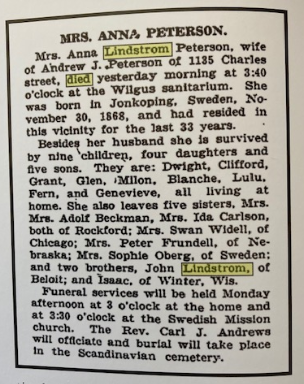 MRS. ANNA PETERSON.
Mrs. Anna Lindstrom Peterson, wife
of Andrew J. Peterson of 1135 Charles
street, died yesterday morning at 3:40
o'clock at the Wilgus sanitarium. She
was born in Jonkoping, Sweden, No-
vember 30, 1868, and had resided in
this vicinity for the last 33 years.
Besides her husband she is survived
by nine children, four daughters and
five sons. They are: Dwight, Clifford,
Grant, Glen, Milon, Blanche, Lulu,
Fern, and Genevieve, all living at
home. She also leaves five sisters, Mrs.
Mrs. Adolf Beckman, Mrs. Ida Carlson,
both of Rockford; Mrs. Swan Widell, of
Chicago; Mrs. Peter Frundell, of Ne-
braska; Mrs. Sophie Oberg, of Sweden;
and two brothers, John Lindstrom, of
Beloit; and Isaac, of Winter, Wis.
Funeral services will be held Monday
afternoon at 3 o'clock at the home and
at 3:30 o'clock at the Swedish Mission
church. The Rev. Carl J. Andrews
will officiate and burial will take place
in the Scandinavian cemetery.